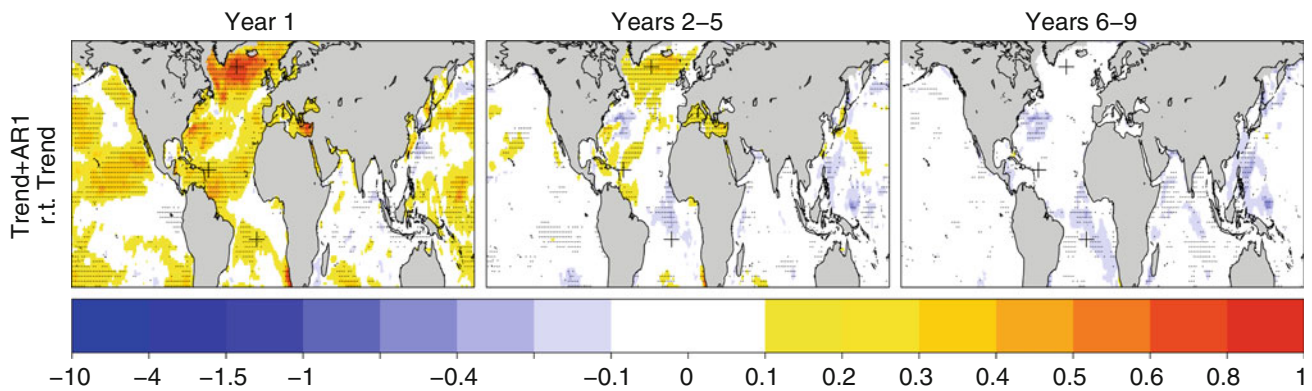 Year 1 Years 2–5 Years 6–9
Trend+AR1
r.t. Trend
−10 −4 −1.5 −1 −0.4 −0.1 0 0.1 0.2 0.3 0.4 0.5 0.6 0.8 1